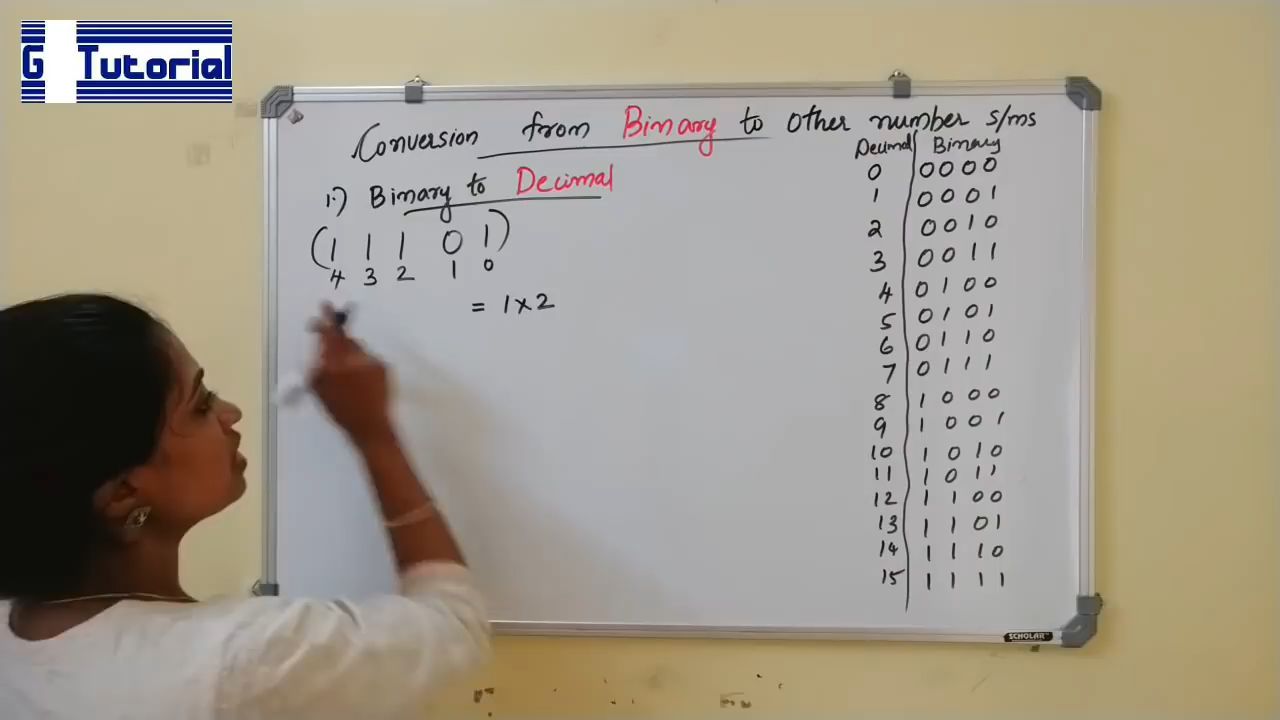 G Tutorial
Conversion from Binary to other number s/ms
1.) Binary to Decimal
(1 1 1 0 1)
4 3 2 1 0
= 1×2
Decimal Binary
0 0000
1 0001
2 0010
3 0011
4 0100
5 0101
6 0110
7 0111
8 1000
9 1001
10 1010
11 1011
12 1100
13 1101
14 1110
15 1111
SCHOLAR